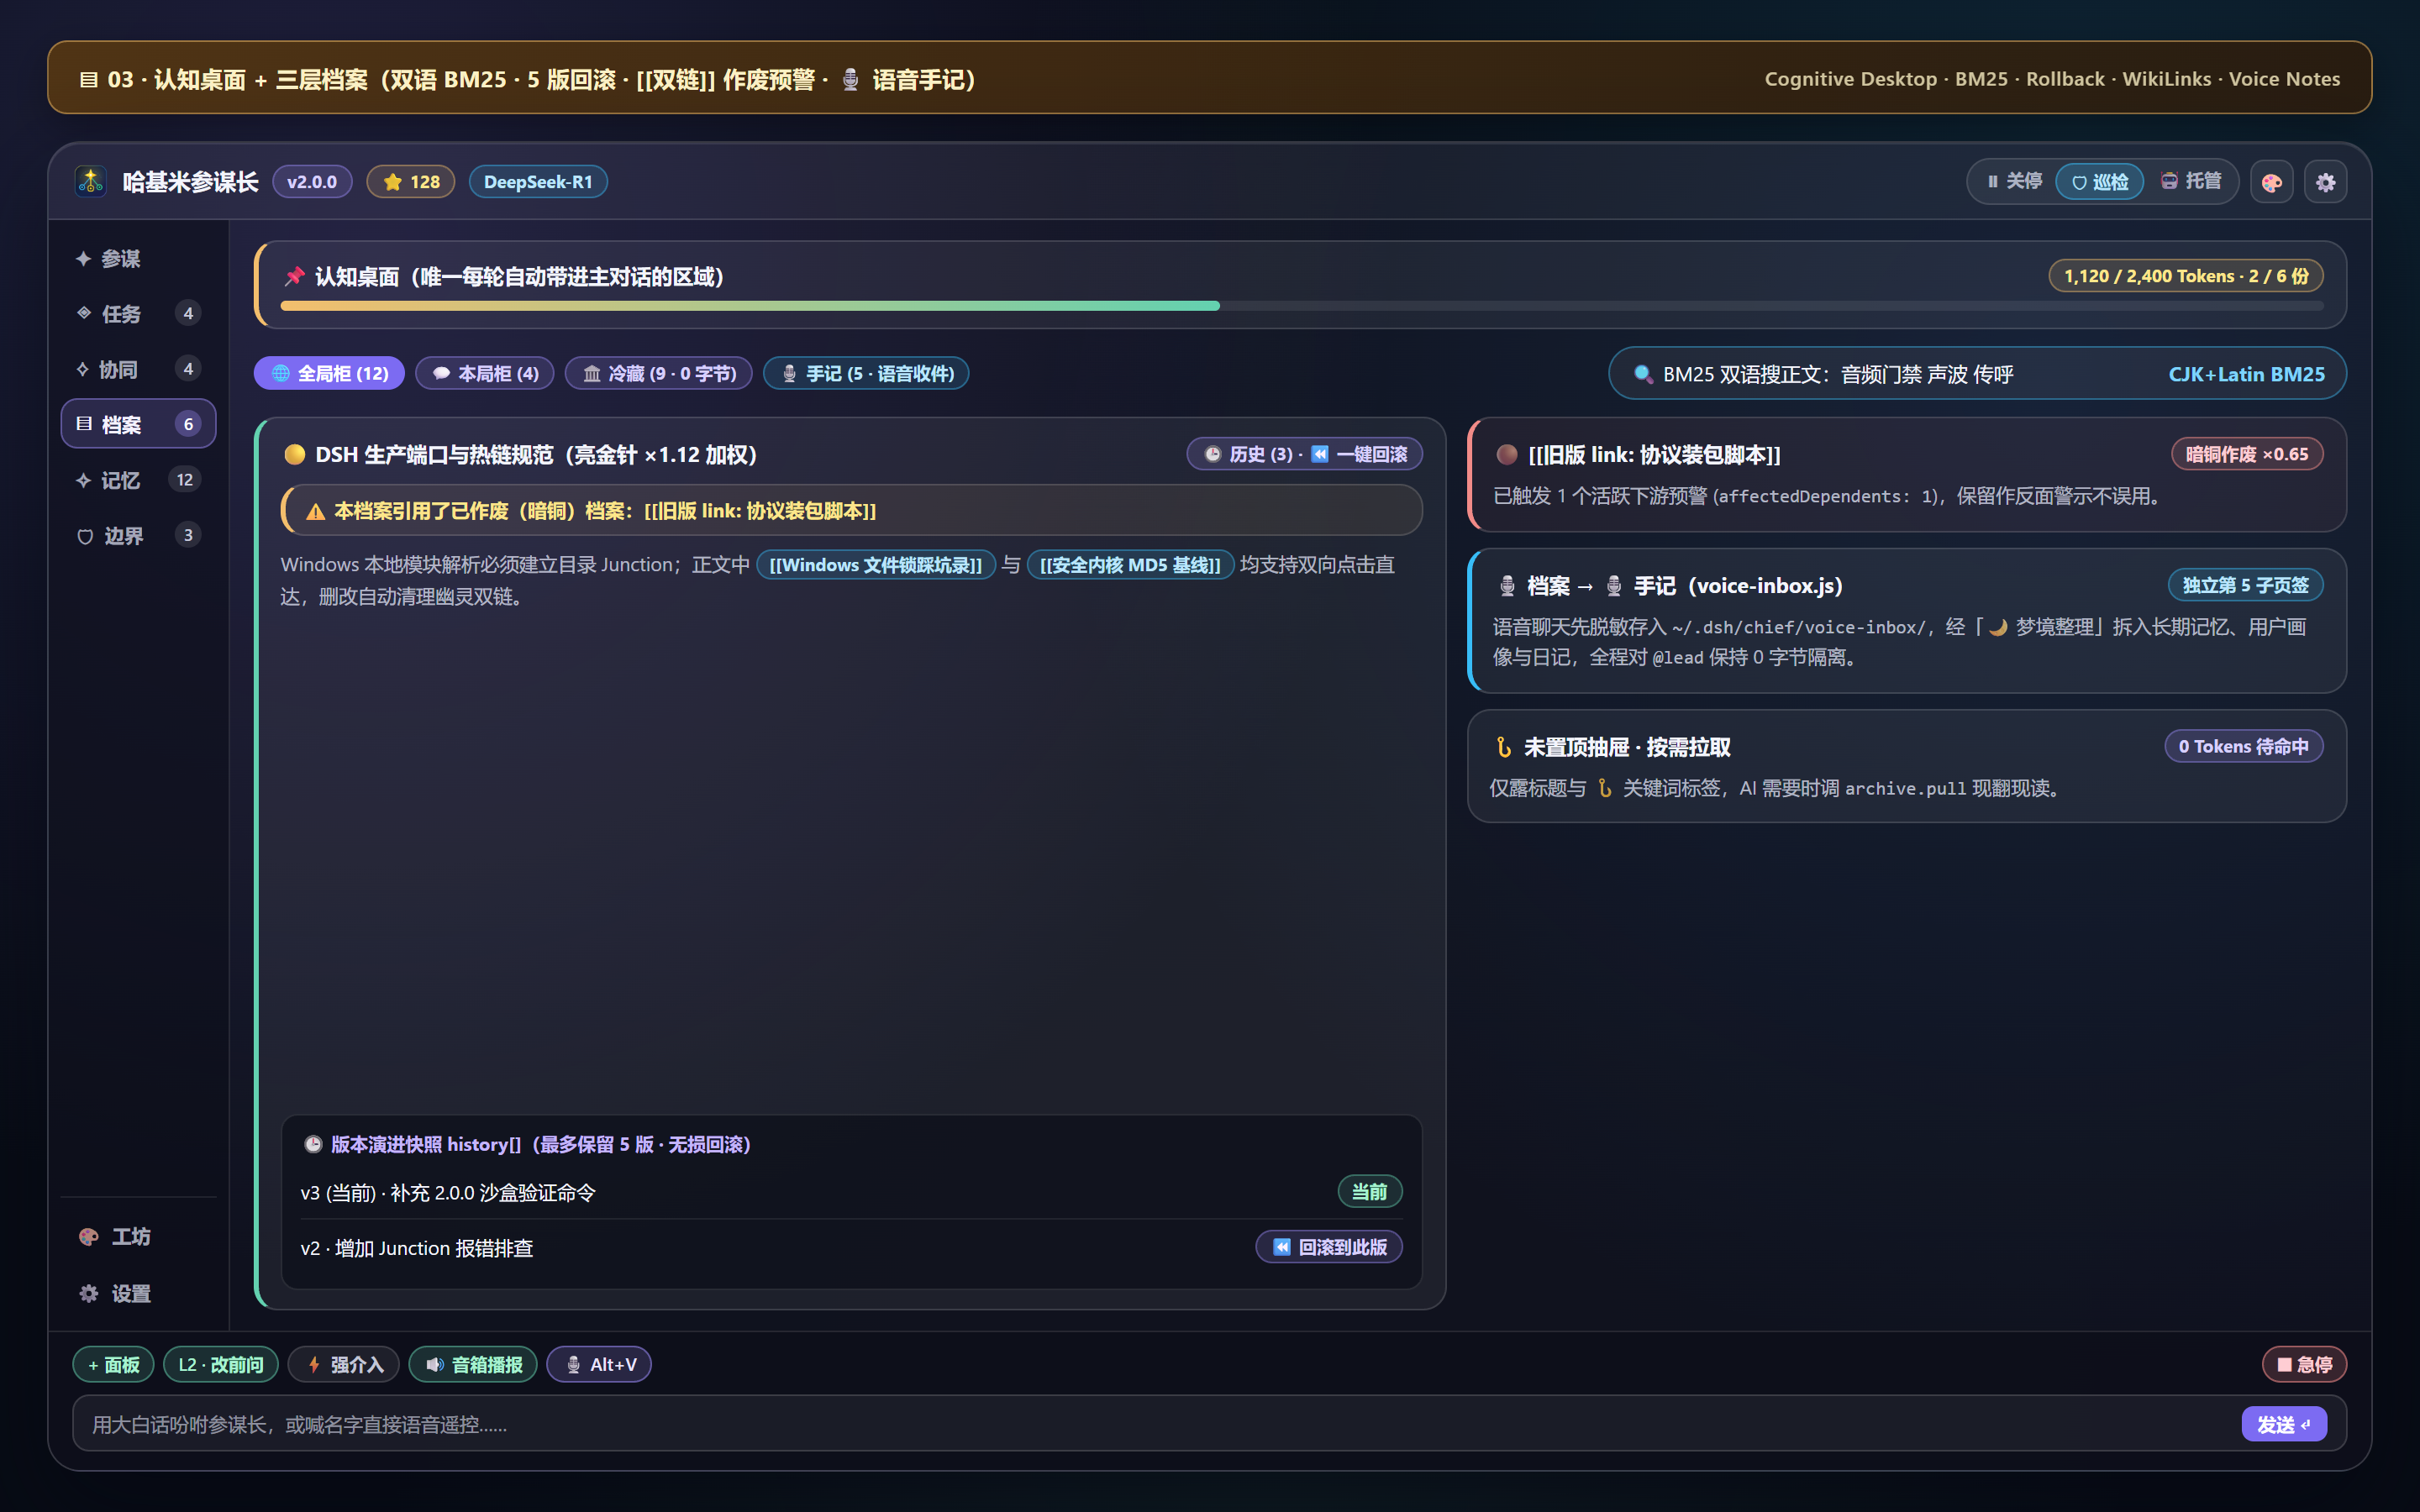 03 · 认知桌面 + 三层档案（双语 BM25 · 5 版回滚 · [[双链]] 作废预警 · 🎙️ 语音手记）
Cognitive Desktop · BM25 · Rollback · WikiLinks · Voice Notes
哈基米参谋长 v2.0.0 ⭐ 128 DeepSeek-R1
⏸ 关停 🛡 巡检 🤖 托管
✦ 参谋
任务 4
协同 4
档案 6
记忆 12
边界 3
🎨 工坊
⚙ 设置
📌 认知桌面（唯一每轮自动带进主对话的区域）
1,120 / 2,400 Tokens · 2 / 6 份
🌐 全局柜 (12)
💬 本局柜 (4)
🏛 冷藏 (9 · 0 字节)
🎙️ 手记 (5 · 语音收件)
🔍 BM25 双语搜正文：音频门禁 声波 传呼
CJK+Latin BM25
🟡 DSH 生产端口与热链规范（亮金针 ×1.12 加权）
🕒 历史 (3) · ⏪ 一键回滚
⚠️ 本档案引用了已作废（暗铜）档案：[[旧版 link: 协议装包脚本]]
Windows 本地模块解析必须建立目录 Junction；正文中 [[Windows 文件锁踩坑录]] 与 [[安全内核 MD5 基线]] 均支持双向点击直
达，删改自动清理幽灵双链。
🕒 版本演进快照 history[]（最多保留 5 版 · 无损回滚）
v3 (当前) · 补充 2.0.0 沙盒验证命令
当前
v2 · 增加 Junction 报错排查
⏪ 回滚到此版
🟤 [[旧版 link: 协议装包脚本]]
暗铜作废 ×0.65
已触发 1 个活跃下游预警 (affectedDependents: 1)，保留作反面警示不误用。
🎙️ 档案 → 🎙️ 手记（voice-inbox.js）
独立第 5 子页签
语音聊天先脱敏存入 ~/.dsh/chief/voice-inbox/，经「🌙 梦境整理」拆入长期记忆、用户画
像与日记，全程对 @lead 保持 0 字节隔离。
🪝 未置顶抽屉 · 按需拉取
0 Tokens 待命中
仅露标题与 🪝 关键词标签，AI 需要时调 archive.pull 现翻现读。
+ 面板
L2 · 改前问
⚡ 强介入
🔊 音箱播报
🎙️ Alt+V
■ 急停
用大白话吩咐参谋长，或喊名字直接语音遥控……
发送 ↵